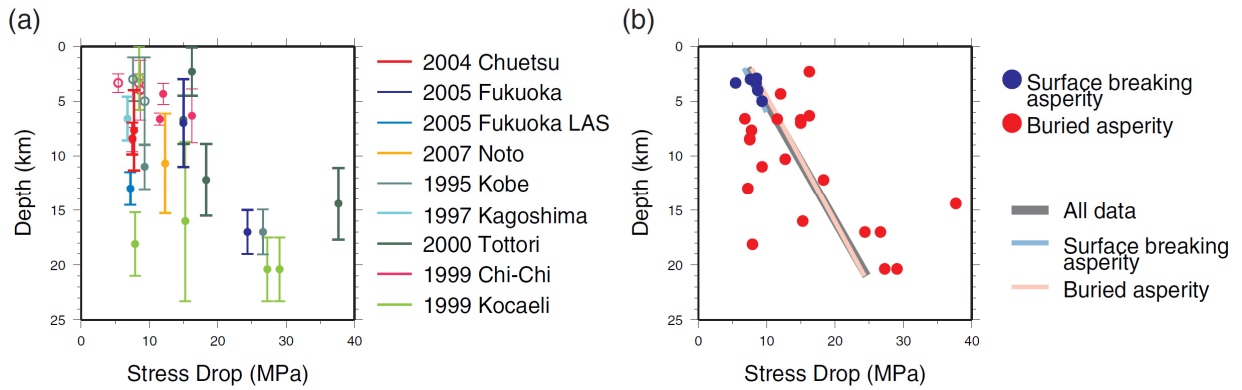 (a)
0
5
10
15
20
25
Depth (km)
0 10 20 30 40
Stress Drop (MPa)
2004 Chuetsu
2005 Fukuoka
2005 Fukuoka LAS
2007 Noto
1995 Kobe
1997 Kagoshima
2000 Tottori
1999 Chi-Chi
1999 Kocaeli
(b)
0
5
10
15
20
25
Depth (km)
0 10 20 30 40
Stress Drop (MPa)
Surface breaking
asperity
Buried asperity
All data
Surface breaking
asperity
Buried asperity